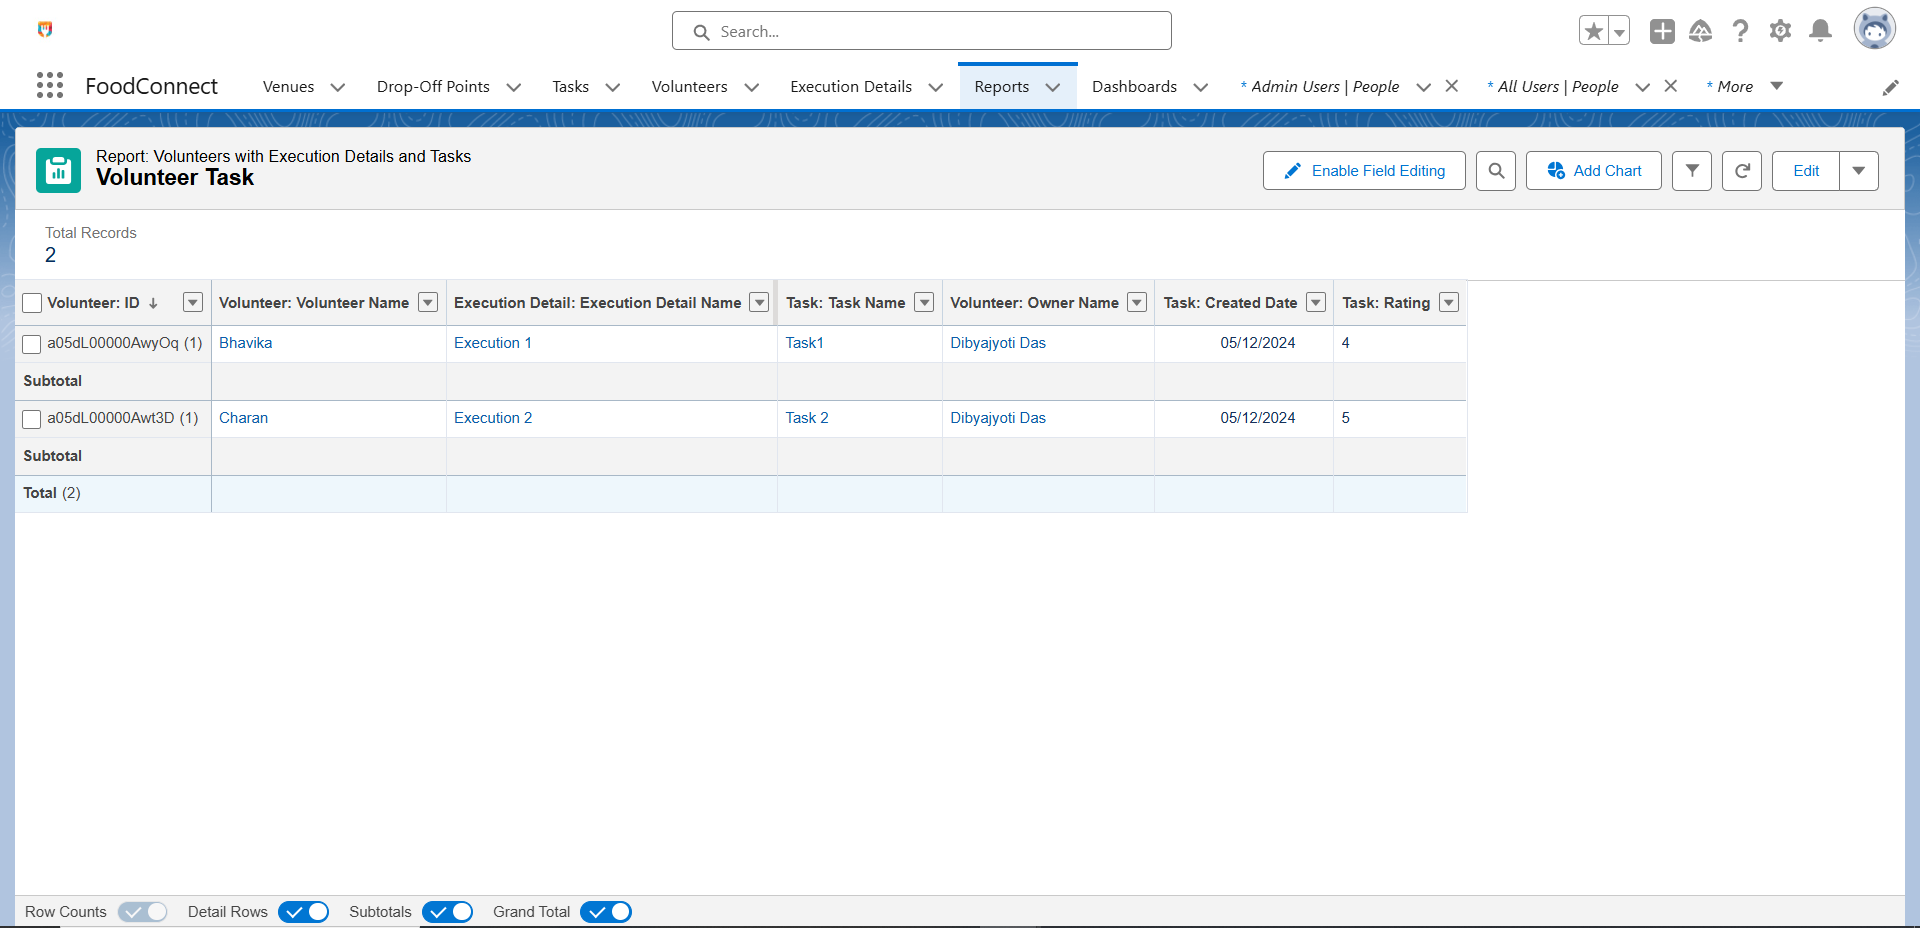 Search...
FoodConnect Venues Drop-Off Points Tasks Volunteers Execution Details Reports Dashboards * Admin Users | People * All Users | People * More
Report: Volunteers with Execution Details and Tasks
Volunteer Task
Enable Field Editing Add Chart Edit
Total Records
2
Volunteer: ID Volunteer: Volunteer Name Execution Detail: Execution Detail Name Task: Task Name Volunteer: Owner Name Task: Created Date Task: Rating
a05dL00000AwyOq (1) Bhavika Execution 1 Task1 Dibyajyoti Das 05/12/2024 4
Subtotal
a05dL00000Awt3D (1) Charan Execution 2 Task 2 Dibyajyoti Das 05/12/2024 5
Subtotal
Total (2)
Row Counts Detail Rows Subtotals Grand Total